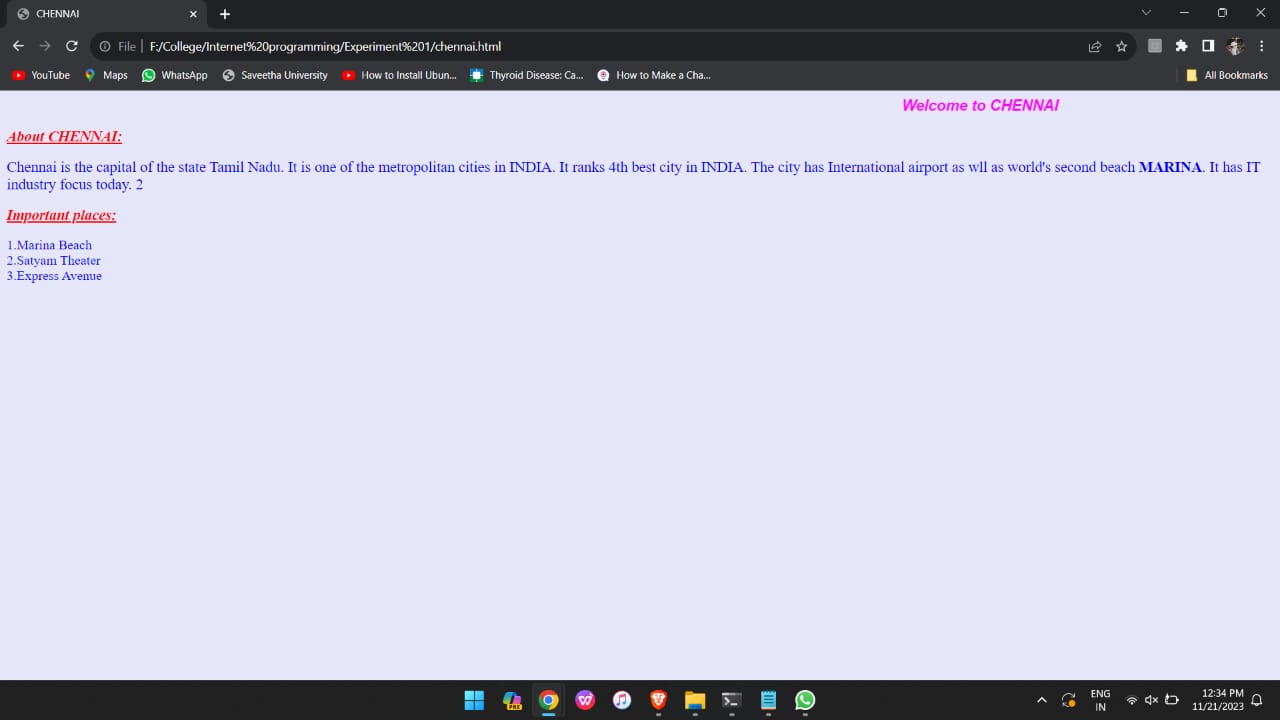 CHENNAI
File | F:/College/Internet%20programming/Experiment%201/chennai.html
YouTube Maps WhatsApp Saveetha University How to Install Ubun... Thyroid Disease: Ca... How to Make a Cha... All Bookmarks
Welcome to CHENNAI
About CHENNAI:
Chennai is the capital of the state Tamil Nadu. It is one of the metropolitan cities in INDIA. It ranks 4th best city in INDIA. The city has International airport as wll as world's second beach MARINA. It has IT
industry focus today. 2
Important places:
1.Marina Beach
2.Satyam Theater
3.Express Avenue
PRE
ENG
IN
12:34 PM
11/21/2023